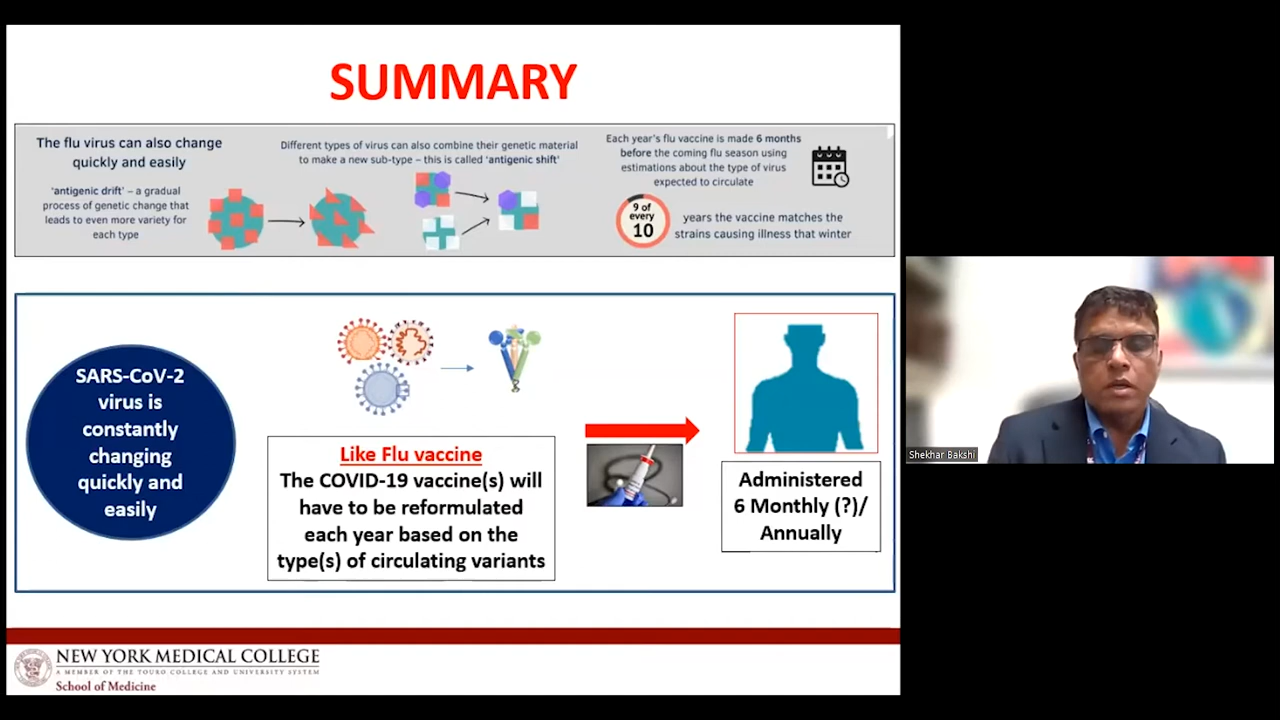 SUMMARY
The flu virus can also change
quickly and easily
'antigenic drift' – a gradual
process of genetic change that
leads to even more variety for
each type
Different types of virus can also combine their genetic material
to make a new sub-type – this is called 'antigenic shift'
Each year's flu vaccine is made 6 months
before the coming flu season using
estimations about the type of virus
expected to circulate
9 of
every
10
years the vaccine matches the
strains causing illness that winter
SARS-CoV-2
virus is
constantly
changing
quickly and
easily
Like Flu vaccine
The COVID-19 vaccine(s) will
have to be reformulated
each year based on the
type(s) of circulating variants
Administered
6 Monthly (?)/
Annually
Shekhar Bakshi
NEW YORK MEDICAL COLLEGE
A MEMBER OF THE TOURO COLLEGE AND UNIVERSITY SYSTEM
School of Medicine